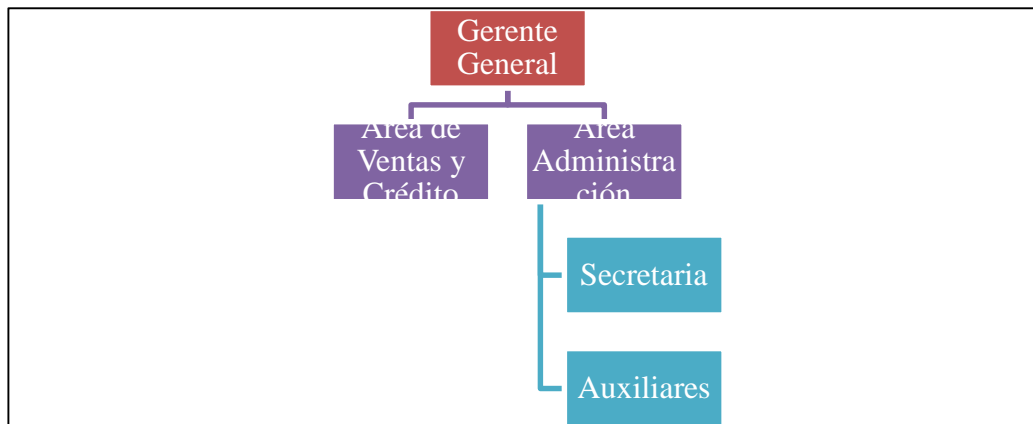 Gerente
General
Área de
Ventas y
Crédito
Área
Administra
ción
Secretaria
Auxiliares